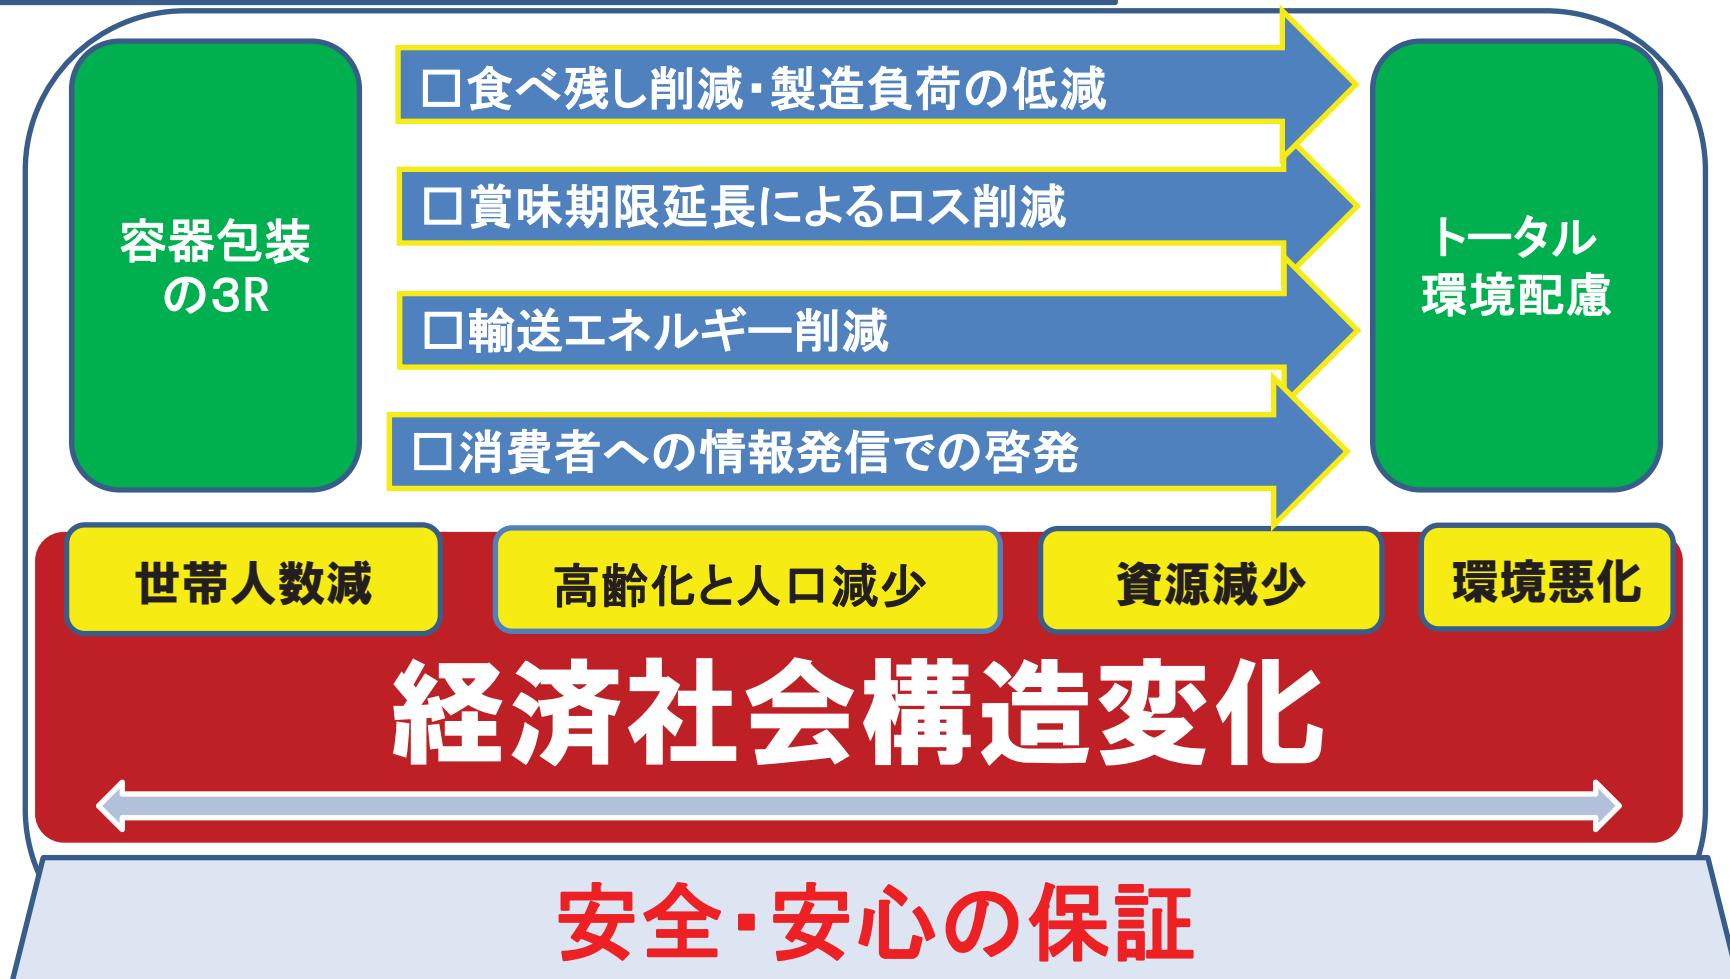 容器包装
の3R
□食べ残し削減・製造負荷の低減
□賞味期限延長によるロス削減
□輸送エネルギー削減
□消費者への情報発信での啓発
トータル
環境配慮
世帯人数減
高齢化と人口減少
資源減少
環境悪化
経済社会構造変化
安全・安心の保証